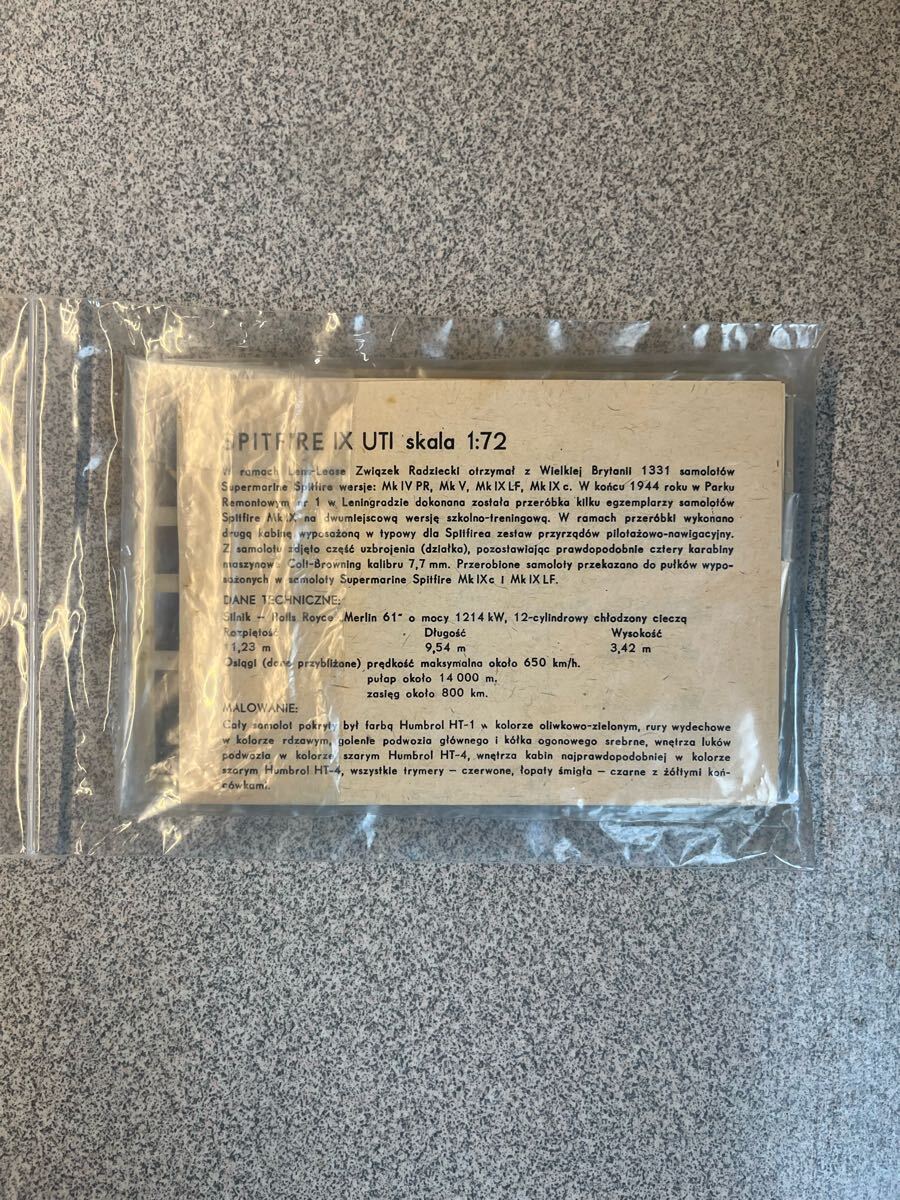 SPITFIRE IX UTI skala 1:72
W ramach Lens-Lease Związek Radziecki otrzymał z Wielkiej Brytanii 1331 samolotów
Supermarine Spitfire wersje: Mk IV PR, Mk V, Mk IX LF, Mk IX c. W końcu 1944 roku w Parku
Remontowym nr 1 w Leningradzie dokonana została przeróbka kilku egzemplarzy samolotów
Spitfire Mk IX na dwumiejscową wersję szkolno-treningową. W ramach przeróbki wykonano
drugą kabinę wyposażoną w typowy dla Spitfirea zestaw przyrządów pilotażowo-nawigacyjny.
Z samolotu zdjęto część uzbrojenia (działka), pozostawiając prawdopodobnie cztery karabiny
maszynowe Colt-Browning kalibru 7,7 mm. Przerobione samoloty przekazano do pułków wypo-
sażonych w samoloty Supermarine Spitfire Mk IXc i Mk IX LF.
DANE TECHNICZNE:
Silnik — Rolls Royce „Merlin 61" o mocy 1214 kW, 12-cylindrowy chłodzony cieczą
Rozpiętość Długość Wysokość
11,23 m 9,54 m 3,42 m
Osiągi (dane przybliżone) prędkość maksymalna około 650 km/h.
pułap około 14 000 m.
zasięg około 800 km.
MALOWANIE:
Cały samolot pokryty był farbą Humbrol HT-1 w kolorze oliwkowo-zielonym, rury wydechowe
w kolorze rdzawym, golenie podwozia głównego i kółka ogonowego srebrne, wnętrza luków
podwozia w kolorze szarym Humbrol HT-4, wnętrza kabin najprawdopodobniej w kolorze
szarym Humbrol HT-4, wszystkie trymery — czerwone, łopaty śmigła — czarne z żółtymi koń-
cówkami.